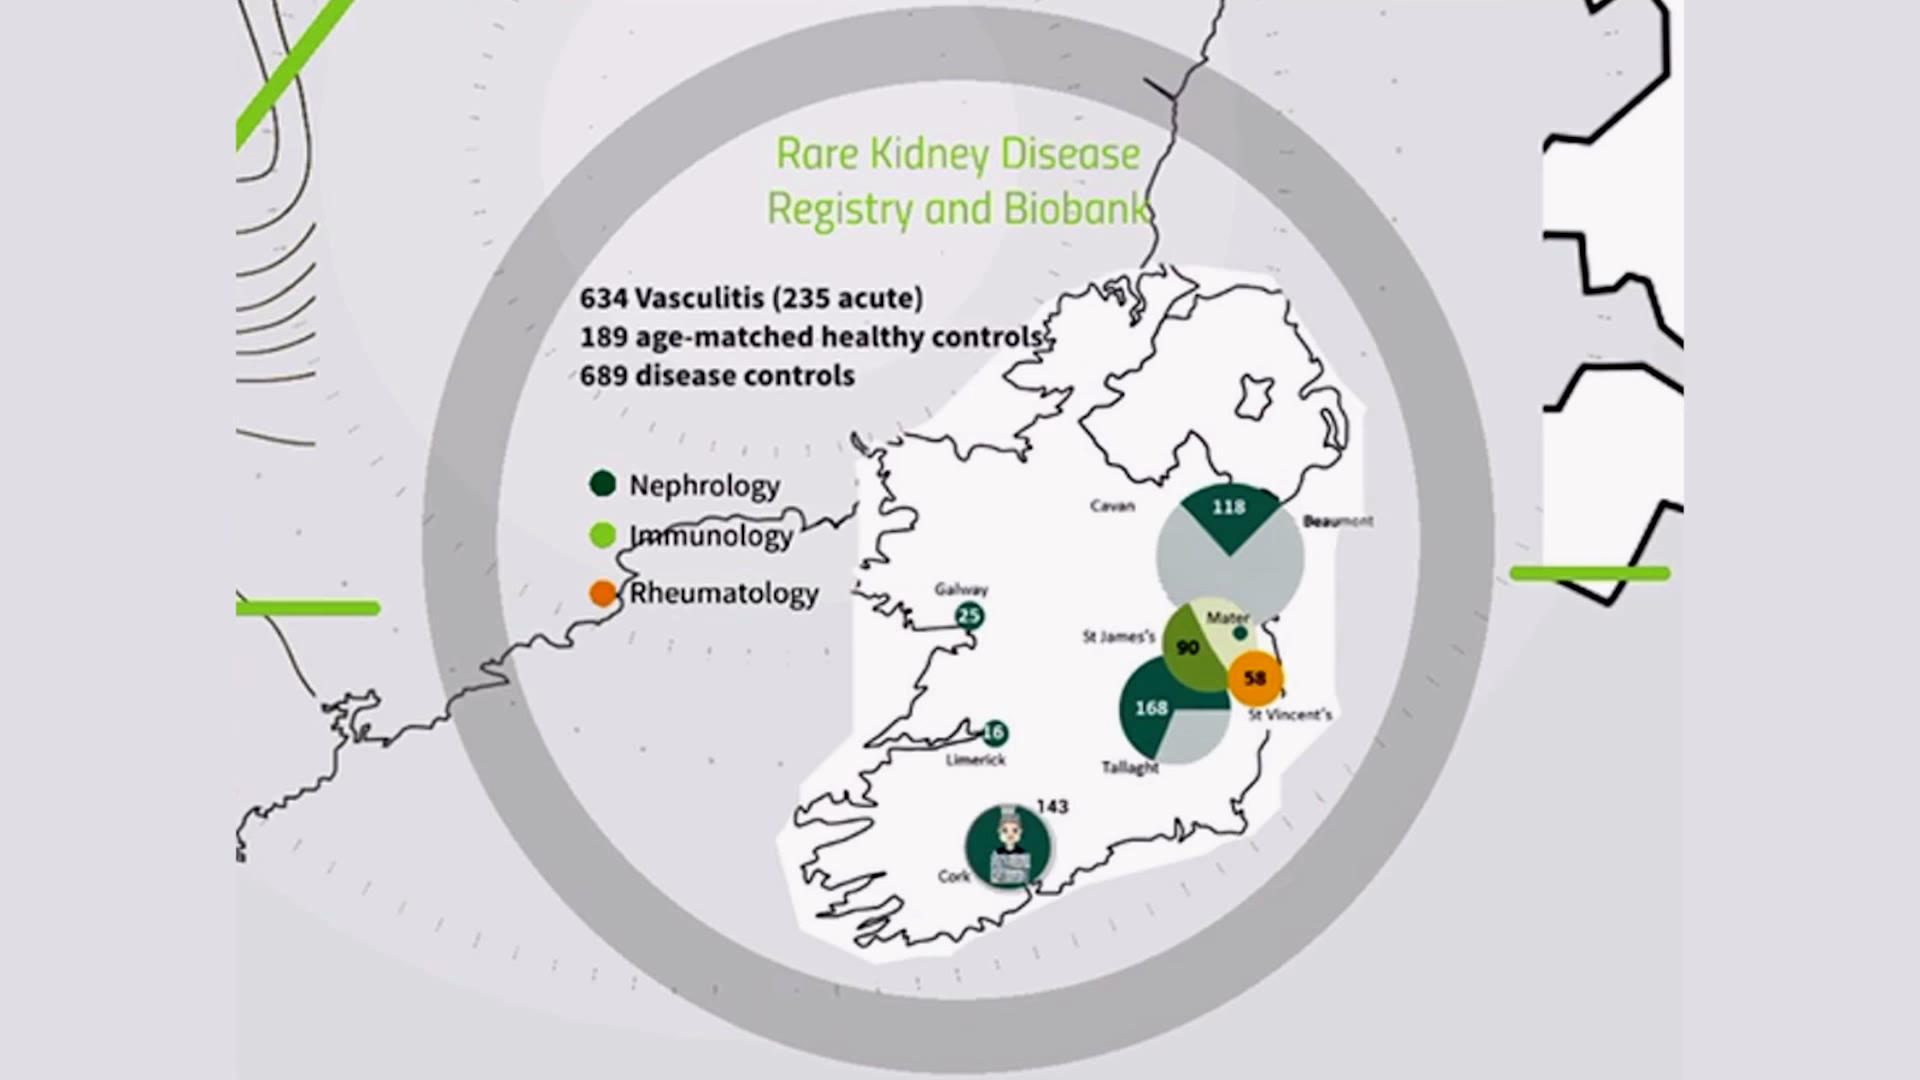 Rare Kidney Disease
Registry and Biobank
634 Vasculitis (235 acute)
189 age-matched healthy controls
689 disease controls
Nephrology
Immunology
Rheumatology
Cavan
118
Beaumont
Galway
25
St James's
Mater
90
58
168
St Vincent's
16
Limerick
Tallaght
143
Cork